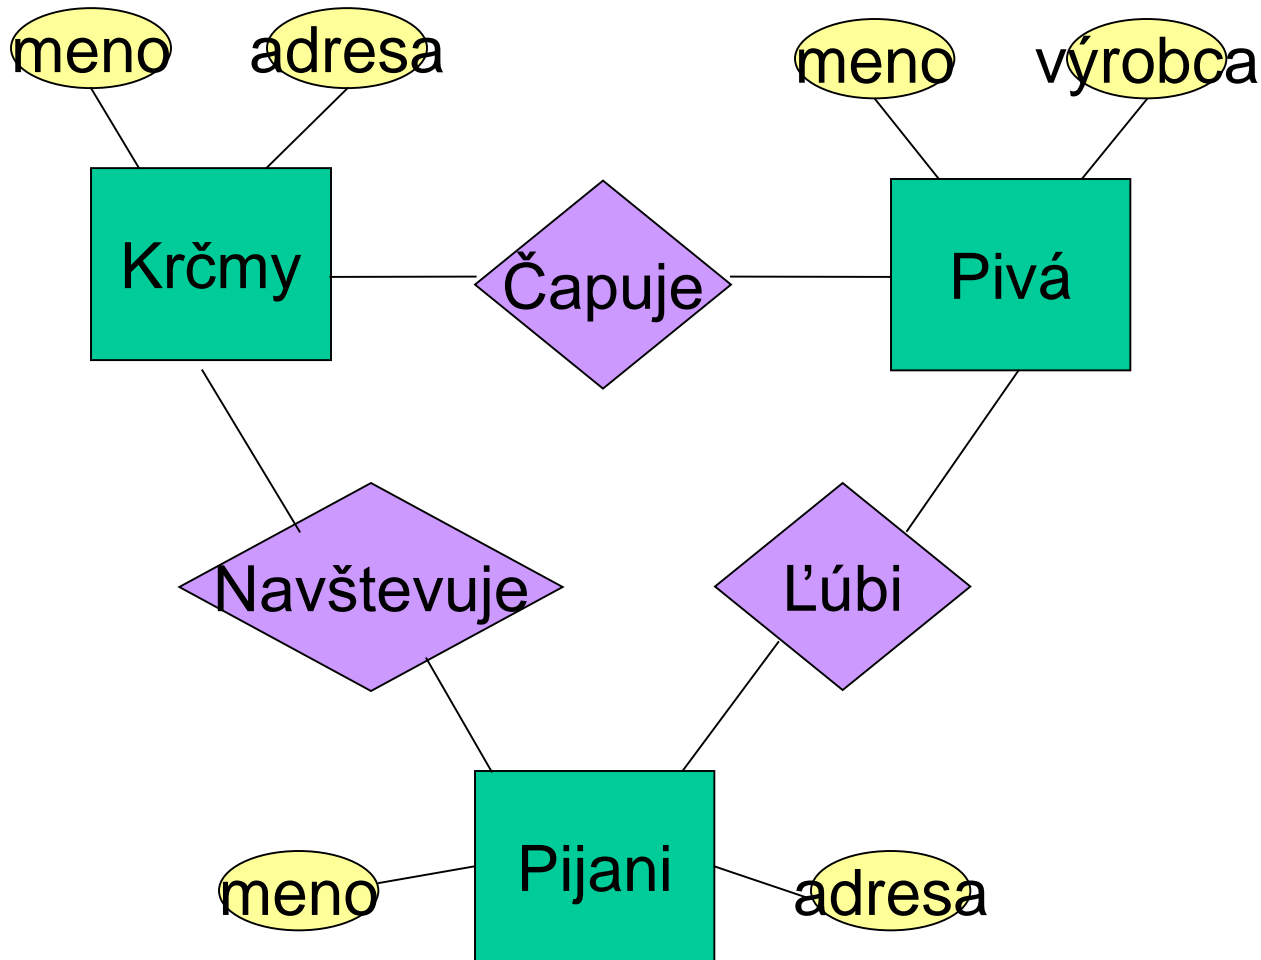 meno
adresa
meno
výrobca
Krčmy
Čapuje
Pivá
Navštevuje
Ľúbi
Pijani
meno
adresa